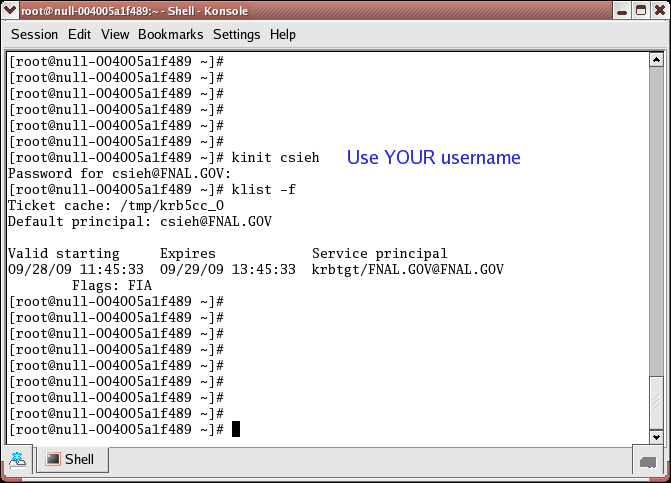 root@null-004005a1f489:~ - Shell - Konsole
Session Edit View Bookmarks Settings Help
[root@null-004005a1f489 ~]#
[root@null-004005a1f489 ~]#
[root@null-004005a1f489 ~]#
[root@null-004005a1f489 ~]#
[root@null-004005a1f489 ~]#
[root@null-004005a1f489 ~]#
[root@null-004005a1f489 ~]# kinit csieh Use YOUR username
Password for csieh@FNAL.GOV:
[root@null-004005a1f489 ~]# klist -f
Ticket cache: /tmp/krb5cc_0
Default principal: csieh@FNAL.GOV
Valid starting Expires Service principal
09/28/09 11:45:33 09/29/09 13:45:33 krbtgt/FNAL.GOV@FNAL.GOV
Flags: FIA
[root@null-004005a1f489 ~]#
[root@null-004005a1f489 ~]#
[root@null-004005a1f489 ~]#
[root@null-004005a1f489 ~]#
[root@null-004005a1f489 ~]#
[root@null-004005a1f489 ~]#
[root@null-004005a1f489 ~]#
[root@null-004005a1f489 ~]#
[root@null-004005a1f489 ~]#
Shell